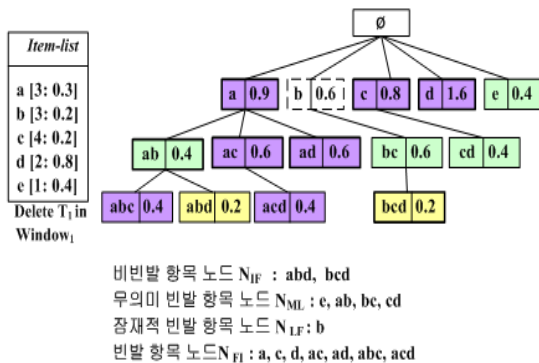 Item-list
a [3: 0.3]
b [3: 0.2]
c [4: 0.2]
d [2: 0.8]
e [1: 0.4]
Delete T1 in
Window1
Ø
a 0.9
b 0.6
c 0.8
d 1.6
e 0.4
ab 0.4
ac 0.6
ad 0.6
bc 0.6
cd 0.4
abc 0.4
abd 0.2
acd 0.4
bcd 0.2
비빈발 항목 노드 NIF : abd, bcd
무의미 빈발 항목 노드 NML : e, ab, bc, cd
잠재적 빈발 항목 노드 NLF : b
빈발 항목 노드NFI : a, c, d, ac, ad, abc, acd